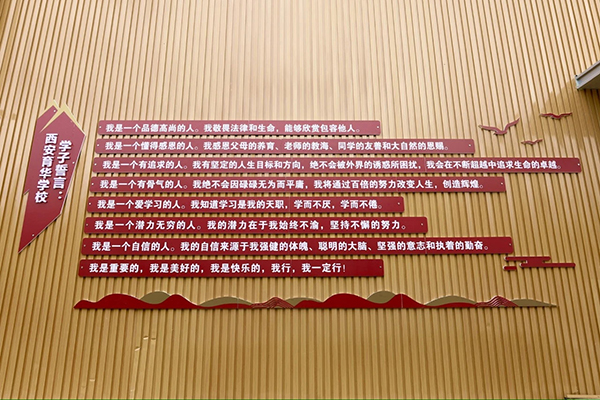 西安育华学校
学子誓言：
我是一个品德高尚的人。我敬畏法律和生命，能够欣赏包容他人。
我是一个懂得感恩的人。我感恩父母的养育、老师的教诲、同学的友善和大自然的恩赐。
我是一个有追求的人。我有坚定的人生目标和方向，绝不会被外界的诱惑所困扰，我会在不断超越中追求生命的卓越。
我是一个有骨气的人。我绝不会因碌碌无为而平庸，我将通过百倍的努力改变人生，创造辉煌。
我是一个爱学习的人。我知道学习是我的天职，学而不厌，学而不倦。
我是一个潜力无穷的人。我的潜力在于我始终不渝，坚持不懈的努力。
我是一个自信的人。我的自信来源于我强健的体魄、聪明的大脑、坚强的意志和执着的勤奋。
我是重要的，我是美好的，我是快乐的，我行，我一定行！